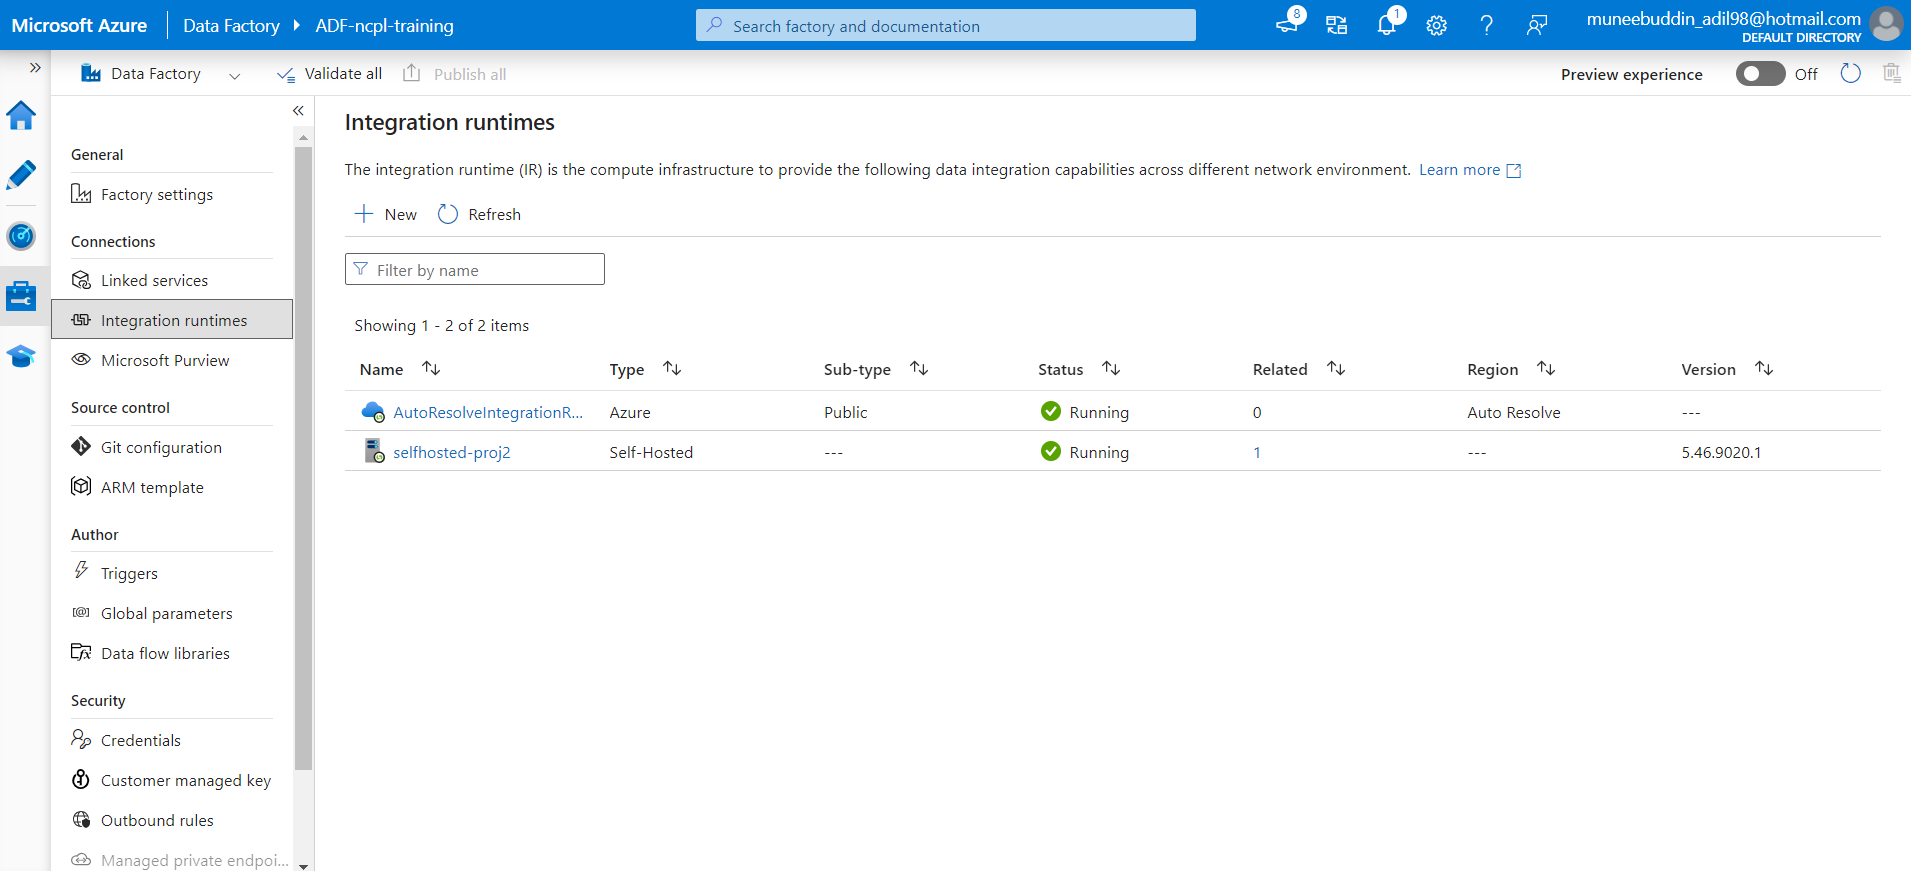 Microsoft Azure
Data Factory
ADF-ncpl-training
Search factory and documentation
8
1
muneebuddin_adil98@hotmail.com
DEFAULT DIRECTORY
Data Factory
Validate all
Publish all
Preview experience
Off
General
Factory settings
Connections
Linked services
Integration runtimes
Microsoft Purview
Source control
Git configuration
ARM template
Author
Triggers
Global parameters
Data flow libraries
Security
Credentials
Customer managed key
Outbound rules
Managed private endpoi...
Integration runtimes
The integration runtime (IR) is the compute infrastructure to provide the following data integration capabilities across different network environment. Learn more
New
Refresh
Filter by name
Showing 1 - 2 of 2 items
Name Type Sub-type Status Related Region Version
AutoResolveIntegrationR... Azure Public Running 0 Auto Resolve ---
selfhosted-proj2 Self-Hosted --- Running 1 --- 5.46.9020.1